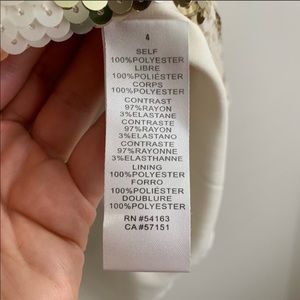 4
SELF
100%POLYESTER
LIBRE
100%POLIÉSTER
CORPS
100%POLYESTER
CONTRAST
97%RAYON
3%ELASTANE
CONTRASTE
97%RAYON
3%ELASTANO
CONTRASTE
97%RAYONNE
3%ELASTHANNE
LINING
100%POLYESTER
FORRO
100%POLIÉSTER
DOUBLURE
100%POLYESTER
RN #54163
CA #57151